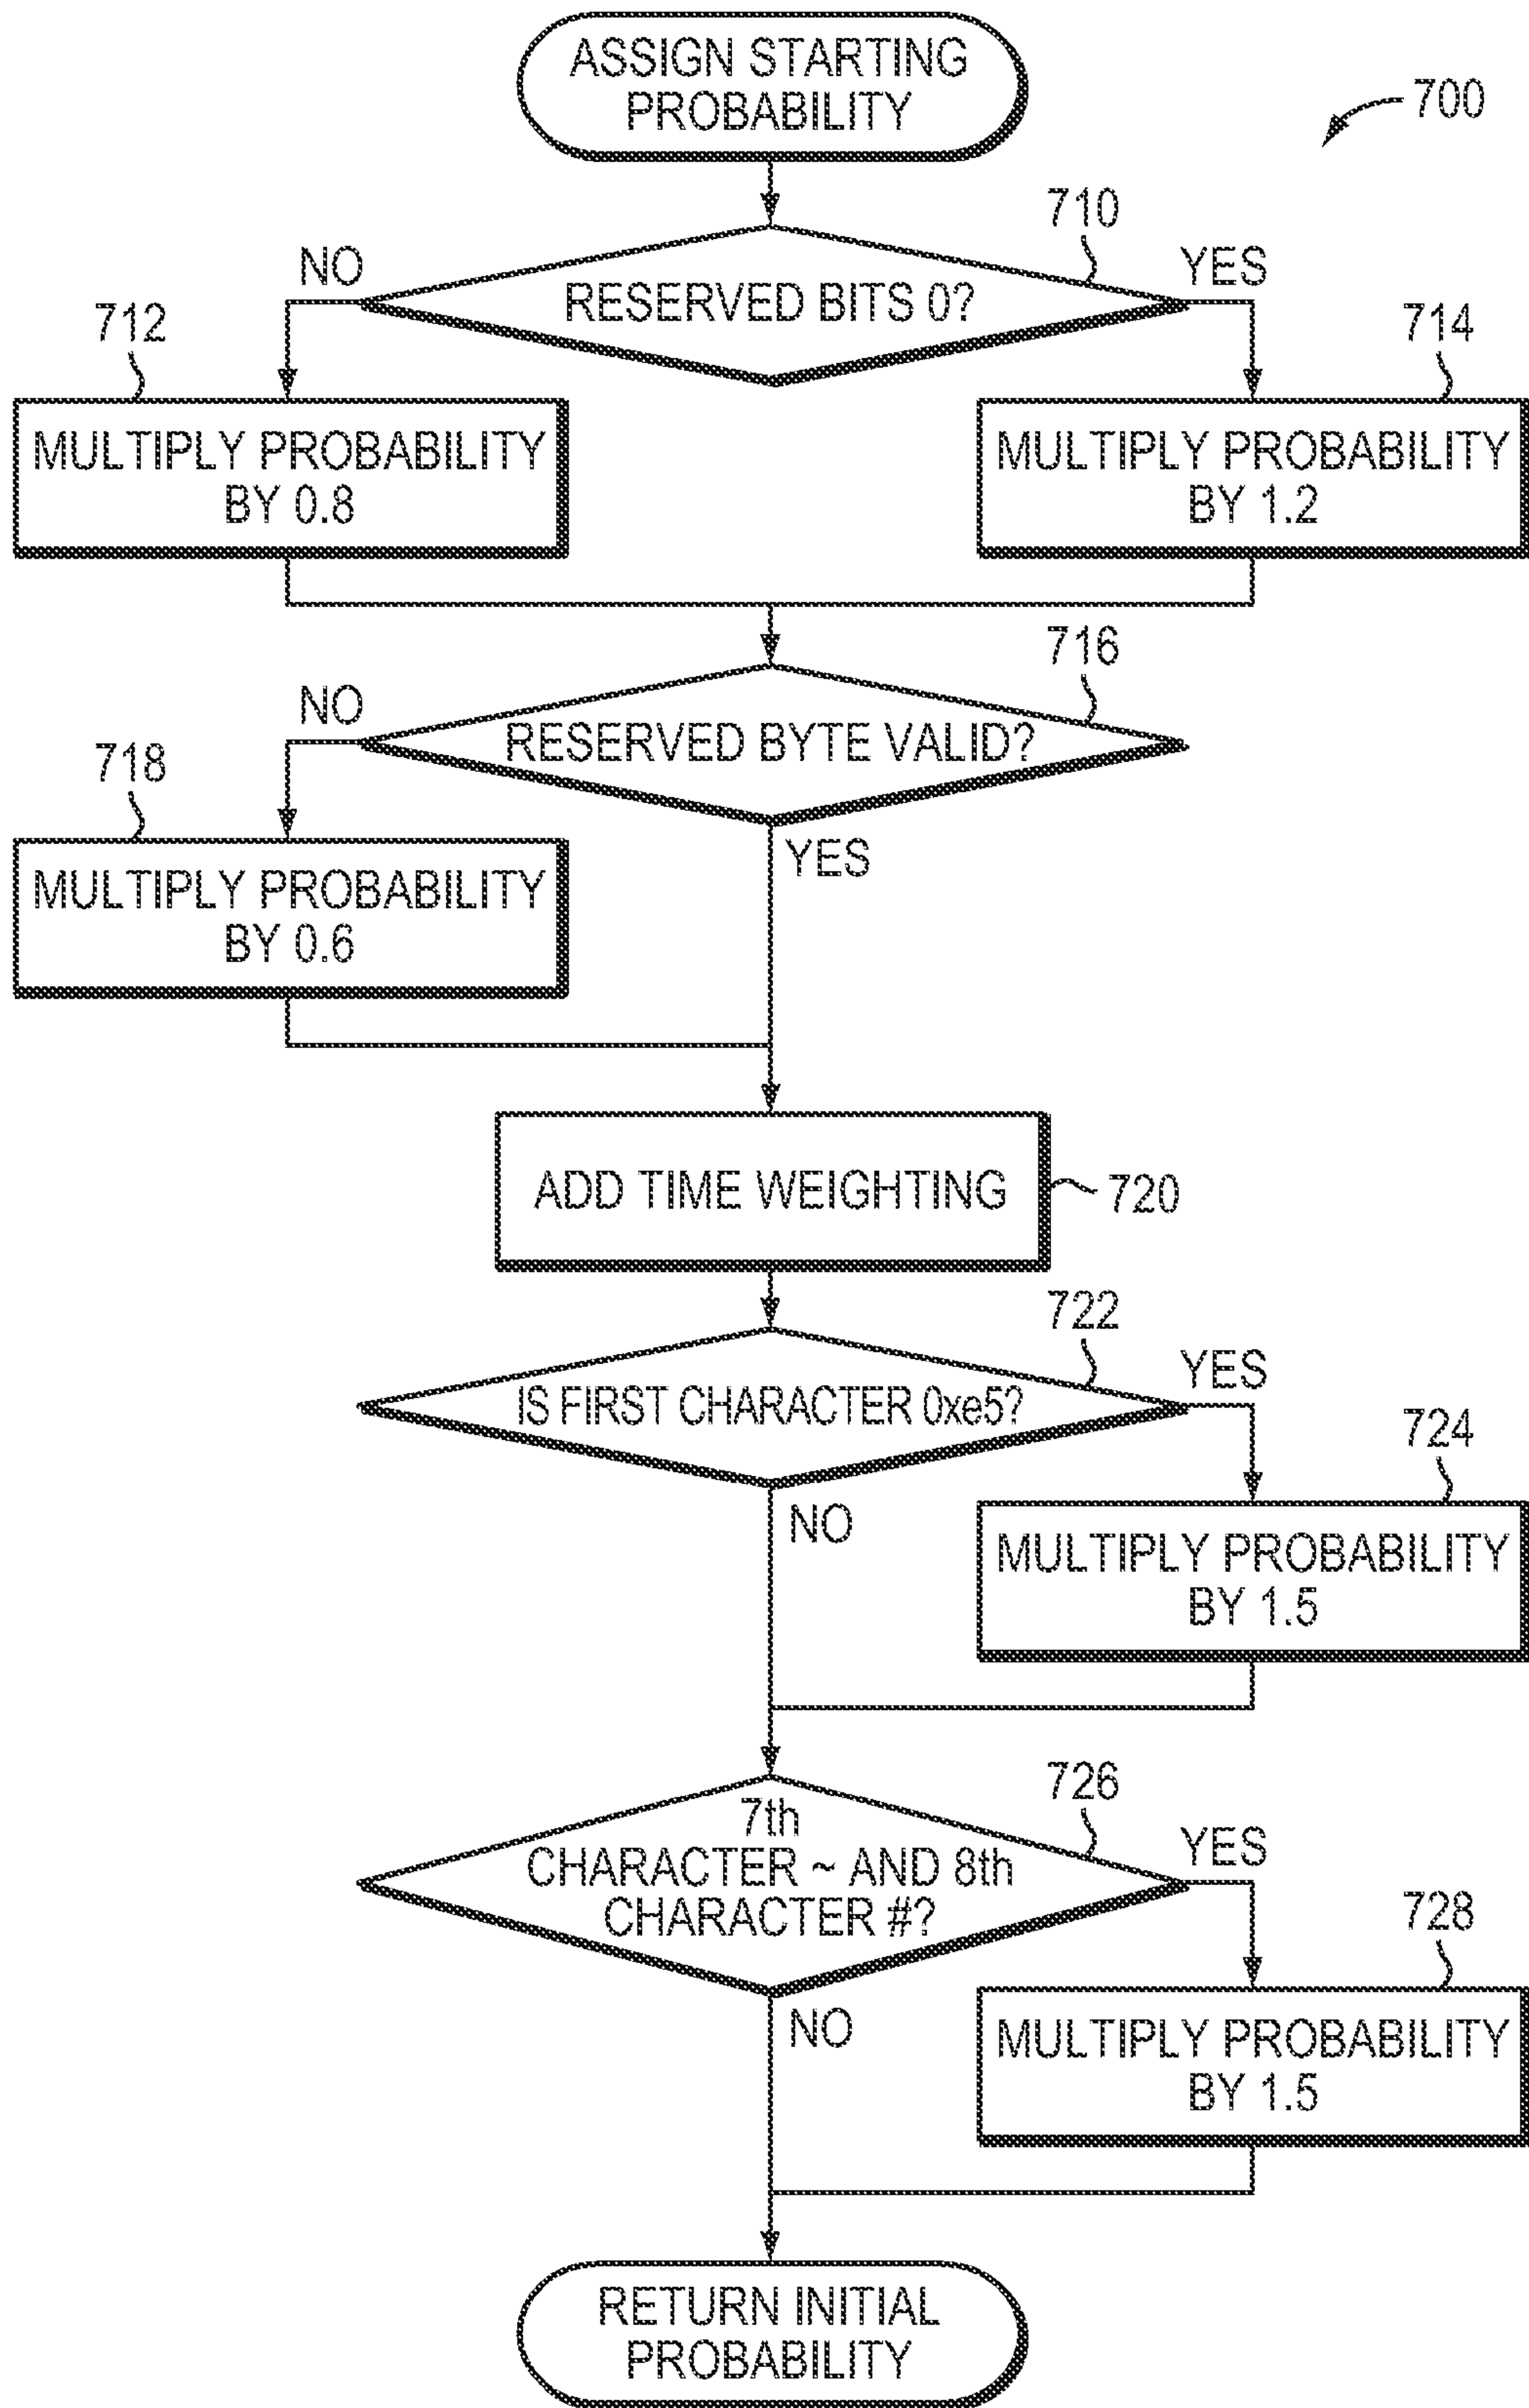 ASSIGN STARTING
PROBABILITY
700
710
NO
YES
RESERVED BITS 0?
712
714
MULTIPLY PROBABILITY
BY 0.8
MULTIPLY PROBABILITY
BY 1.2
716
NO
RESERVED BYTE VALID?
718
YES
MULTIPLY PROBABILITY
BY 0.6
ADD TIME WEIGHTING
720
722
YES
IS FIRST CHARACTER 0xe5?
724
NO
MULTIPLY PROBABILITY
BY 1.5
726
7th
YES
CHARACTER ~ AND 8th
CHARACTER #?
728
NO
MULTIPLY PROBABILITY
BY 1.5
RETURN INITIAL
PROBABILITY